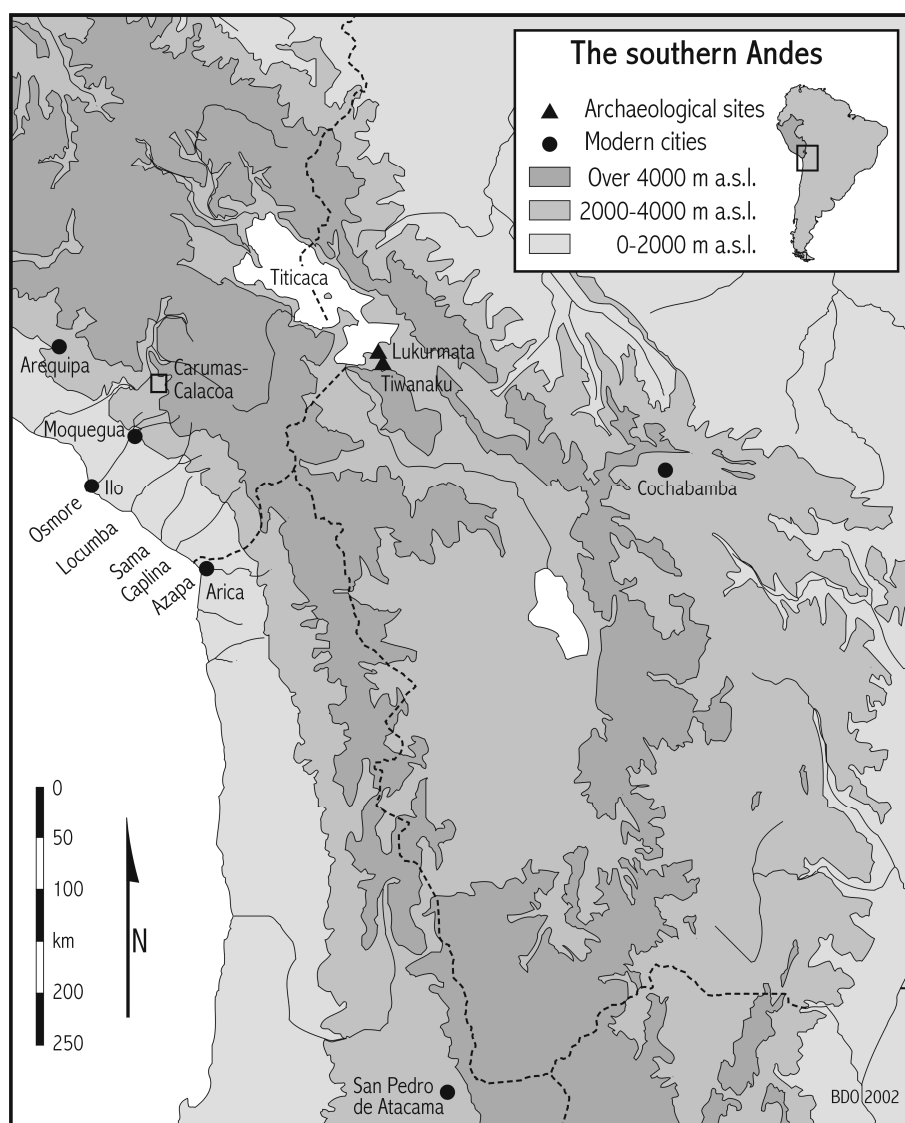 The southern Andes
Archaeological sites
Modern cities
Over 4000 m a.s.l.
2000-4000 m a.s.l.
0-2000 m a.s.l.
Titicaca
Lukurmata
Tiwanaku
Arequipa
Carumas-
Calacoa
Moquegua
Ilo
Cochabamba
Osmore
Locumba
Sama
Caplina
Azapa
Arica
0
50
100
km
200
250
N
San Pedro
de Atacama
BDO 2002